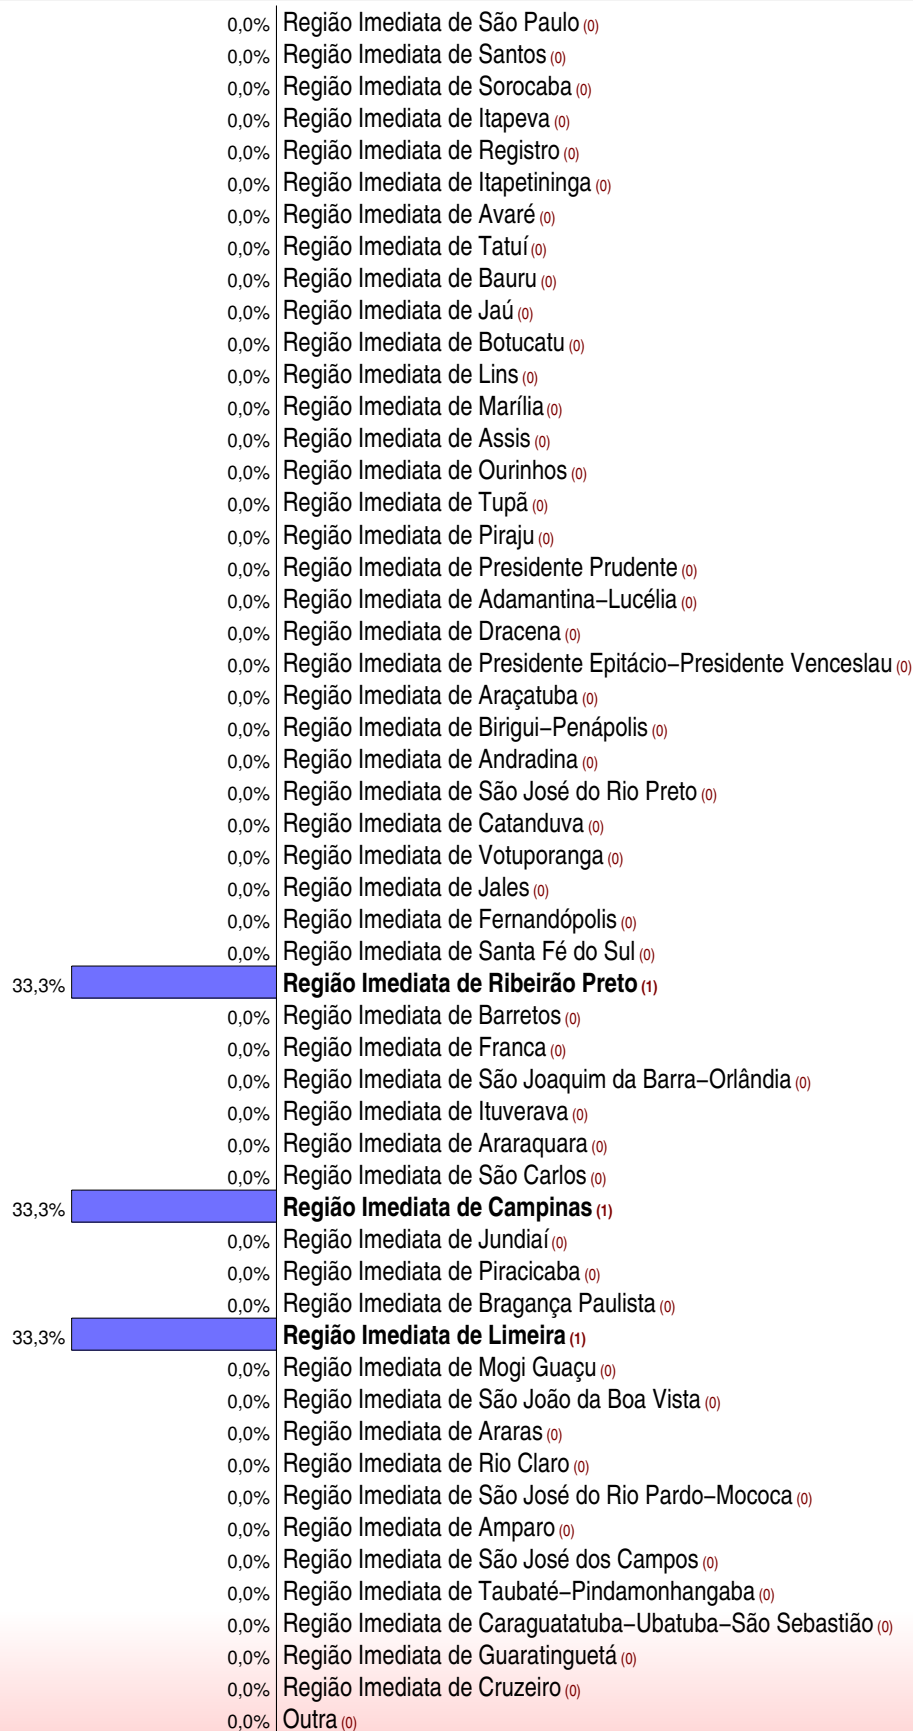 0,0% Região Imediata de São Paulo (0)
0,0% Região Imediata de Santos (0)
0,0% Região Imediata de Sorocaba (0)
0,0% Região Imediata de Itapeva (0)
0,0% Região Imediata de Registro (0)
0,0% Região Imediata de Itapetininga (0)
0,0% Região Imediata de Avaré (0)
0,0% Região Imediata de Tatuí (0)
0,0% Região Imediata de Bauru (0)
0,0% Região Imediata de Jaú (0)
0,0% Região Imediata de Botucatu (0)
0,0% Região Imediata de Lins (0)
0,0% Região Imediata de Marília (0)
0,0% Região Imediata de Assis (0)
0,0% Região Imediata de Ourinhos (0)
0,0% Região Imediata de Tupã (0)
0,0% Região Imediata de Piraju (0)
0,0% Região Imediata de Presidente Prudente (0)
0,0% Região Imediata de Adamantina−Lucélia (0)
0,0% Região Imediata de Dracena (0)
0,0% Região Imediata de Presidente Epitácio−Presidente Venceslau (0)
0,0% Região Imediata de Araçatuba (0)
0,0% Região Imediata de Birigui−Penápolis (0)
0,0% Região Imediata de Andradina (0)
0,0% Região Imediata de São José do Rio Preto (0)
0,0% Região Imediata de Catanduva (0)
0,0% Região Imediata de Votuporanga (0)
0,0% Região Imediata de Jales (0)
0,0% Região Imediata de Fernandópolis (0)
0,0% Região Imediata de Santa Fé do Sul (0)
33,3% Região Imediata de Ribeirão Preto (1)
0,0% Região Imediata de Barretos (0)
0,0% Região Imediata de Franca (0)
0,0% Região Imediata de São Joaquim da Barra−Orlândia (0)
0,0% Região Imediata de Ituverava (0)
0,0% Região Imediata de Araraquara (0)
0,0% Região Imediata de São Carlos (0)
33,3% Região Imediata de Campinas (1)
0,0% Região Imediata de Jundiaí (0)
0,0% Região Imediata de Piracicaba (0)
0,0% Região Imediata de Bragança Paulista (0)
33,3% Região Imediata de Limeira (1)
0,0% Região Imediata de Mogi Guaçu (0)
0,0% Região Imediata de São João da Boa Vista (0)
0,0% Região Imediata de Araras (0)
0,0% Região Imediata de Rio Claro (0)
0,0% Região Imediata de São José do Rio Pardo−Mococa (0)
0,0% Região Imediata de Amparo (0)
0,0% Região Imediata de São José dos Campos (0)
0,0% Região Imediata de Taubaté−Pindamonhangaba (0)
0,0% Região Imediata de Caraguatatuba−Ubatuba−São Sebastião (0)
0,0% Região Imediata de Guaratinguetá (0)
0,0% Região Imediata de Cruzeiro (0)
0,0% Outra (0)